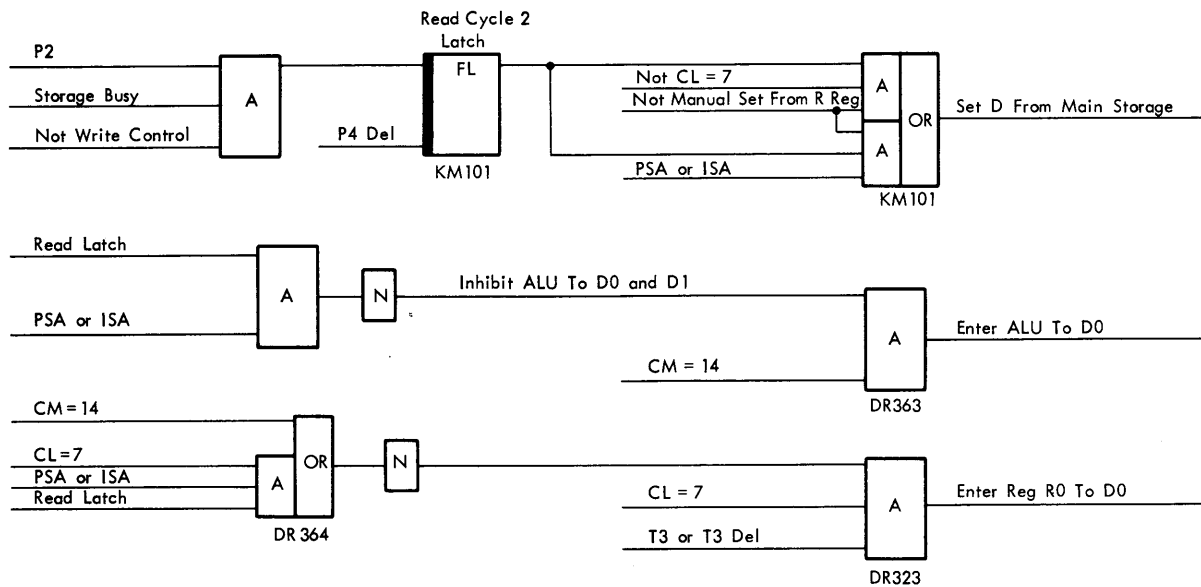 Read Cycle 2
Latch
P2
FL
A
Not CL = 7
A
Storage Busy
Not Manual Set From R Reg
OR
Set D From Main Storage
Not Write Control
P4 Del
A
PSA or ISA
KM101
KM101
Read Latch
A
N
Inhibit ALU To D0 and D1
PSA or ISA
A
Enter ALU To D0
CM = 14
DR363
CM = 14
CL = 7
OR
N
PSA or ISA
A
Read Latch
CL = 7
A
Enter Reg R0 To D0
DR 364
T3 or T3 Del
DR323